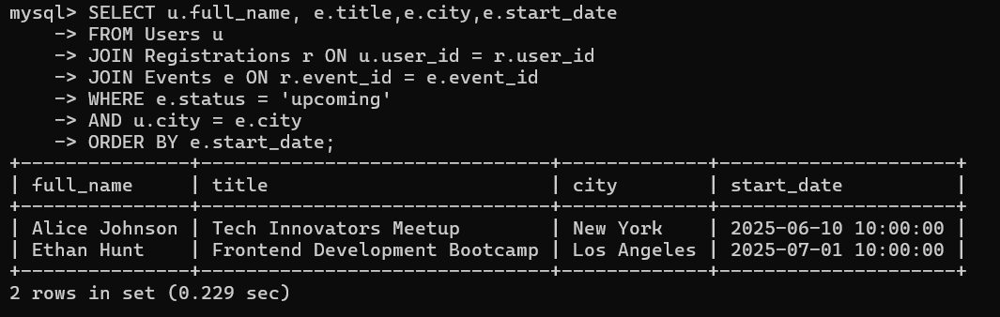 mysql> SELECT u.full_name, e.title,e.city,e.start_date
    -> FROM Users u
    -> JOIN Registrations r ON u.user_id = r.user_id
    -> JOIN Events e ON r.event_id = e.event_id
    -> WHERE e.status = 'upcoming'
    -> AND u.city = e.city
    -> ORDER BY e.start_date;
+---------------+-------------------------------+-------------+---------------------+
| full_name     | title                         | city        | start_date          |
+---------------+-------------------------------+-------------+---------------------+
| Alice Johnson | Tech Innovators Meetup        | New York    | 2025-06-10 10:00:00 |
| Ethan Hunt    | Frontend Development Bootcamp | Los Angeles | 2025-07-01 10:00:00 |
+---------------+-------------------------------+-------------+---------------------+
2 rows in set (0.229 sec)